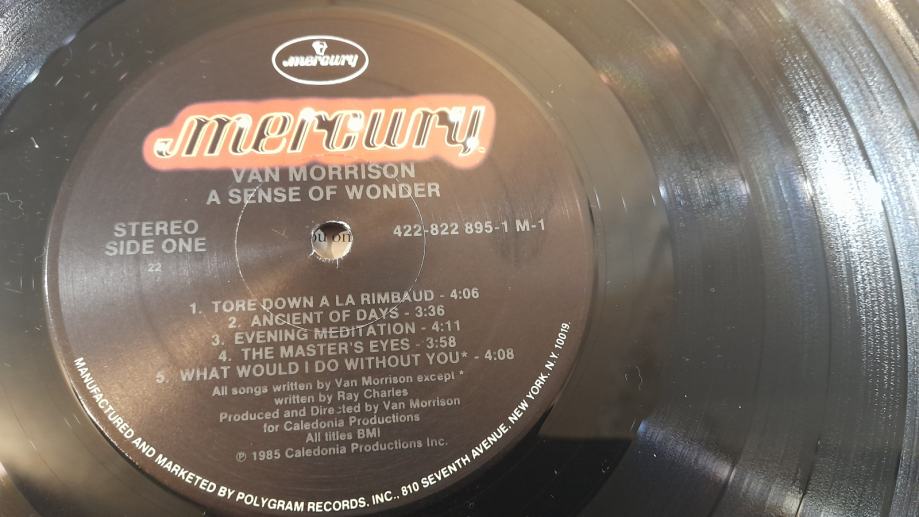 mercury
mercury
VAN MORRISON
A SENSE OF WONDER
STEREO
SIDE ONE
422-822 895-1 M-1
22
ou on
1. TORE DOWN A LA RIMBAUD - 4:06
2. ANCIENT OF DAYS - 3:36
3. EVENING MEDITATION - 4:11
4. THE MASTER'S EYES - 3:58
5. WHAT WOULD I DO WITHOUT YOU* - 4:08
All songs written by Van Morrison except *
written by Ray Charles
Produced and Directed by Van Morrison
for Caledonia Productions
All titles BMI
℗ 1985 Caledonia Productions Inc.
MANUFACTURED AND MARKETED BY POLYGRAM RECORDS. INC., 810 SEVENTH AVENUE, NEW YORK, N.Y. 10019.